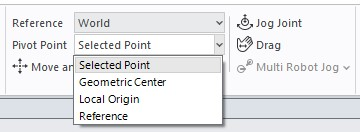 Reference World
Pivot Point Selected Point
Move an
Selected Point
Geometric Center
Local Origin
Reference
Jog Joint
Drag
Multi Robot Jog